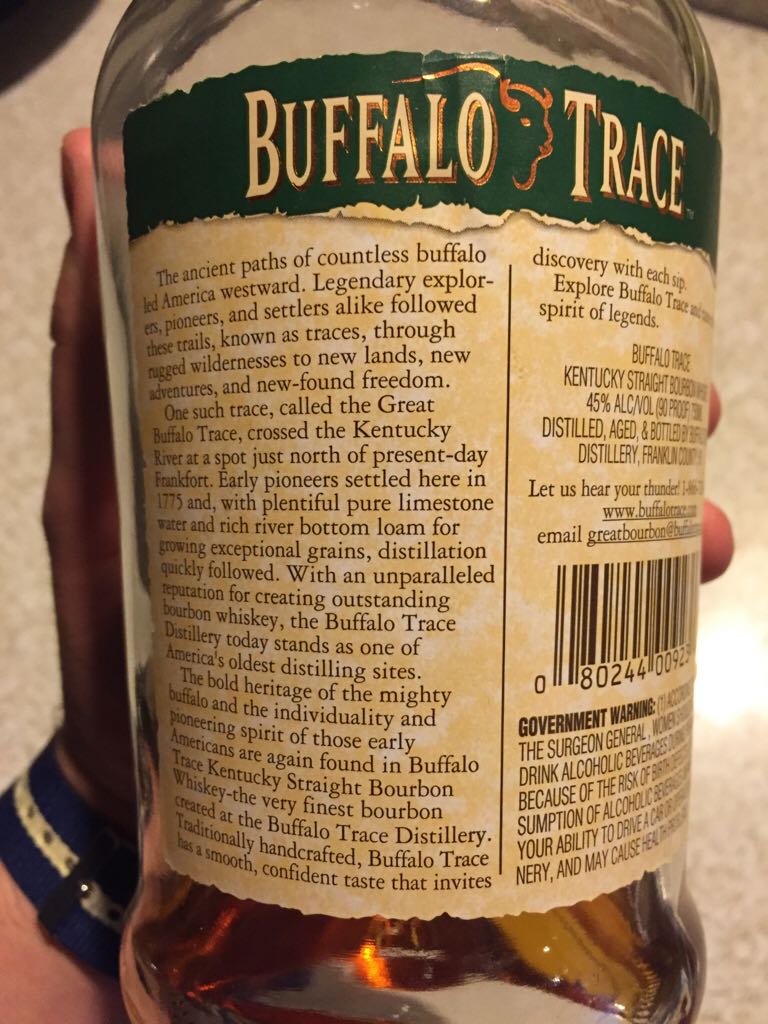 BUFFALO TRACE
The ancient paths of countless buffalo
led America westward. Legendary explor-
ers, pioneers, and settlers alike followed
these trails, known as traces, through
rugged wildernesses to new lands, new
adventures, and new-found freedom.
One such trace, called the Great
Buffalo Trace, crossed the Kentucky
River at a spot just north of present-day
Frankfort. Early pioneers settled here in
1775 and, with plentiful pure limestone
water and rich river bottom loam for
growing exceptional grains, distillation
quickly followed. With an unparalleled
reputation for creating outstanding
bourbon whiskey, the Buffalo Trace
Distillery today stands as one of
America's oldest distilling sites.
The bold heritage of the mighty
buffalo and the individuality and
pioneering spirit of those early
Americans are again found in Buffalo
Trace Kentucky Straight Bourbon
Whiskey-the very finest bourbon
created at the Buffalo Trace Distillery.
Traditionally handcrafted, Buffalo Trace
has a smooth, confident taste that invites
discovery with each sip.
Explore Buffalo Trace and
spirit of legends.
BUFFALO TRACE
KENTUCKY STRAIGHT BOURBON
45% ALC/VOL (90 PROOF)
DISTILLED, AGED, & BOTTLED BY
DISTILLERY, FRANKLIN COUNTY
Let us hear your thunder!
www.buffalotrace.com
email greatbourbon@
0 80244 0092
GOVERNMENT WARNING: (1)
THE SURGEON GENERAL, WOMEN
DRINK ALCOHOLIC BEVERAGES
BECAUSE OF THE RISK OF BIRTH
SUMPTION OF ALCOHOLIC
YOUR ABILITY TO DRIVE A CAR
NERY, AND MAY CAUSE HEALTH